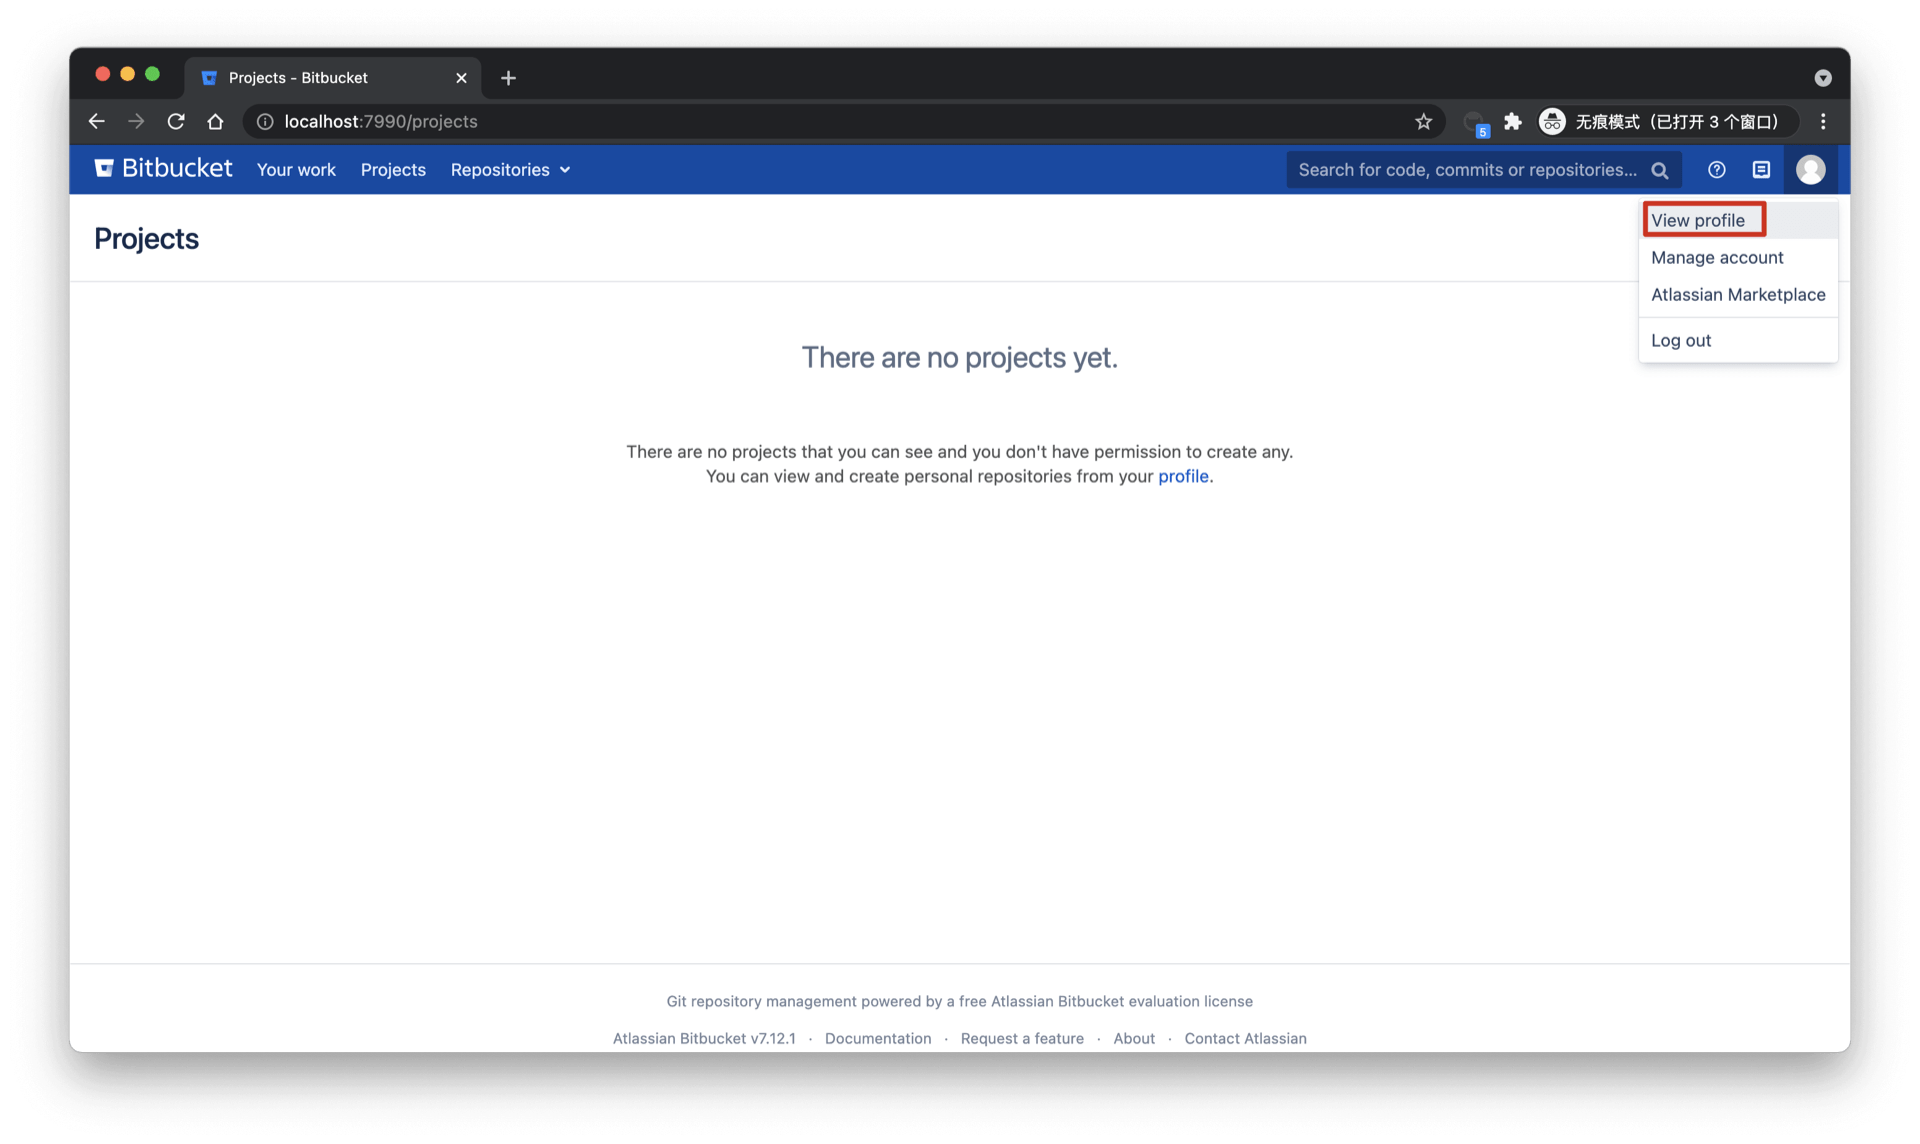 Projects - Bitbucket
localhost:7990/projects
5
无痕模式（已打开 3 个窗口）
Bitbucket
Your work
Projects
Repositories
Search for code, commits or repositories...
View profile
Manage account
Atlassian Marketplace
Log out
Projects
There are no projects yet.
There are no projects that you can see and you don't have permission to create any.
You can view and create personal repositories from your profile.
Git repository management powered by a free Atlassian Bitbucket evaluation license
Atlassian Bitbucket v7.12.1 · Documentation · Request a feature · About · Contact Atlassian